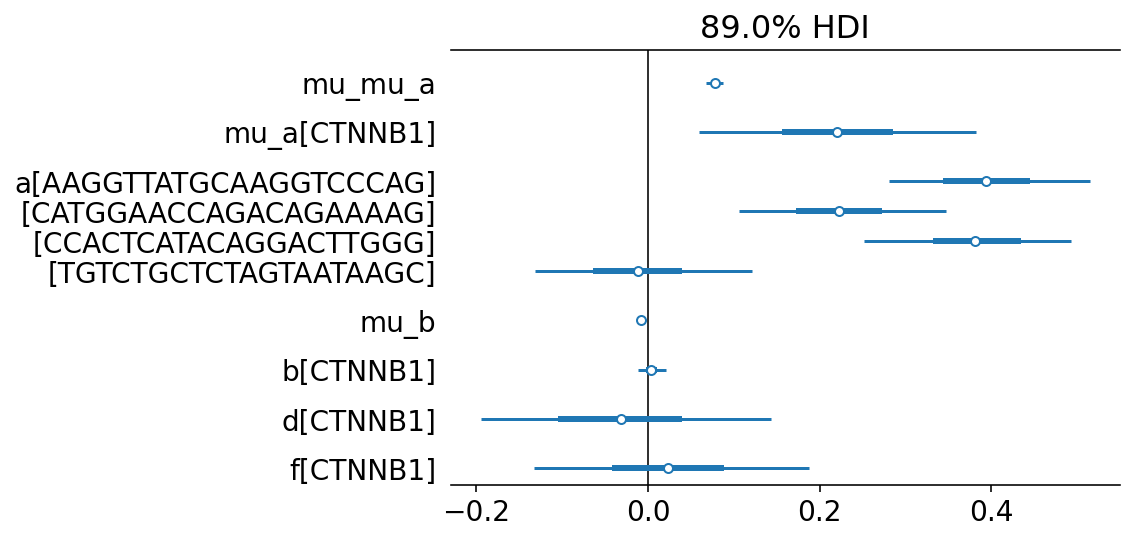 89.0% HDI
mu_mu_a
mu_a[CTNNB1]
a[AAGGTTATGCAAGGTCCCAG]
[CATGGAACCAGACAGAAAAG]
[CCACTCATACAGGACTTGGG]
[TGTCTGCTCTAGTAATAAGC]
mu_b
b[CTNNB1]
d[CTNNB1]
f[CTNNB1]
−0.2 0.0 0.2 0.4